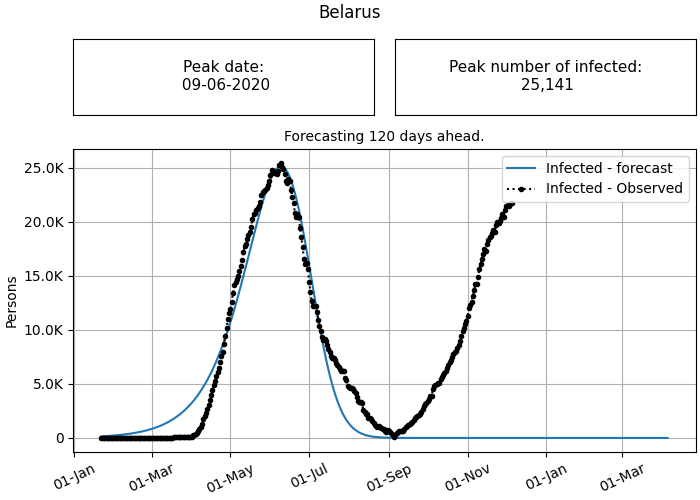 Belarus
Peak date:
09-06-2020
Peak number of infected:
25,141
Forecasting 120 days ahead.
Infected - forecast
Infected - Observed
25.0K
20.0K
15.0K
10.0K
5.0K
0
Persons
01-Jan
01-Mar
01-May
01-Jul
01-Sep
01-Nov
01-Jan
01-Mar